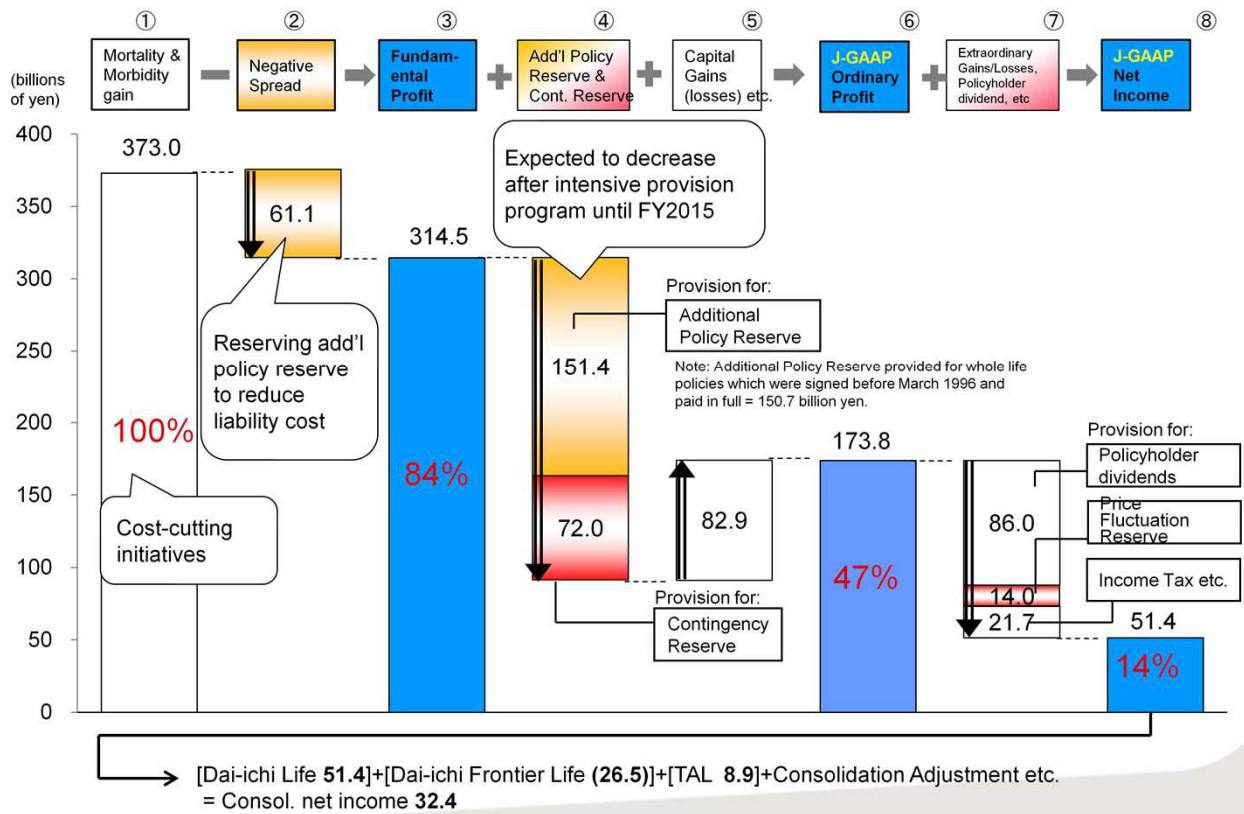 ① ② ③ ④ ⑤ ⑥ ⑦ ⑧
(billions
of yen)
Mortality &
Morbidity
gain
Negative
Spread
Fundam-
ental
Profit
Add'l Policy
Reserve &
Cont. Reserve
Capital
Gains
(losses) etc.
J-GAAP
Ordinary
Profit
Extraordinary
Gains/Losses,
Policyholder
dividend, etc
J-GAAP
Net
Income
400
350
300
250
200
150
100
50
0
373.0
100%
Cost-cutting
initiatives
61.1
Reserving add'l
policy reserve
to reduce
liability cost
314.5
84%
Expected to decrease
after intensive provision
program until FY2015
151.4
72.0
Provision for:
Additional
Policy Reserve
Note: Additional Policy Reserve provided for whole life
policies which were signed before March 1996 and
paid in full = 150.7 billion yen.
Provision for:
Contingency
Reserve
82.9
173.8
47%
86.0
14.0
21.7
Provision for:
Policyholder
dividends
Price
Fluctuation
Reserve
Income Tax etc.
51.4
14%
[Dai-ichi Life 51.4]+[Dai-ichi Frontier Life (26.5)]+[TAL 8.9]+Consolidation Adjustment etc.
= Consol. net income 32.4